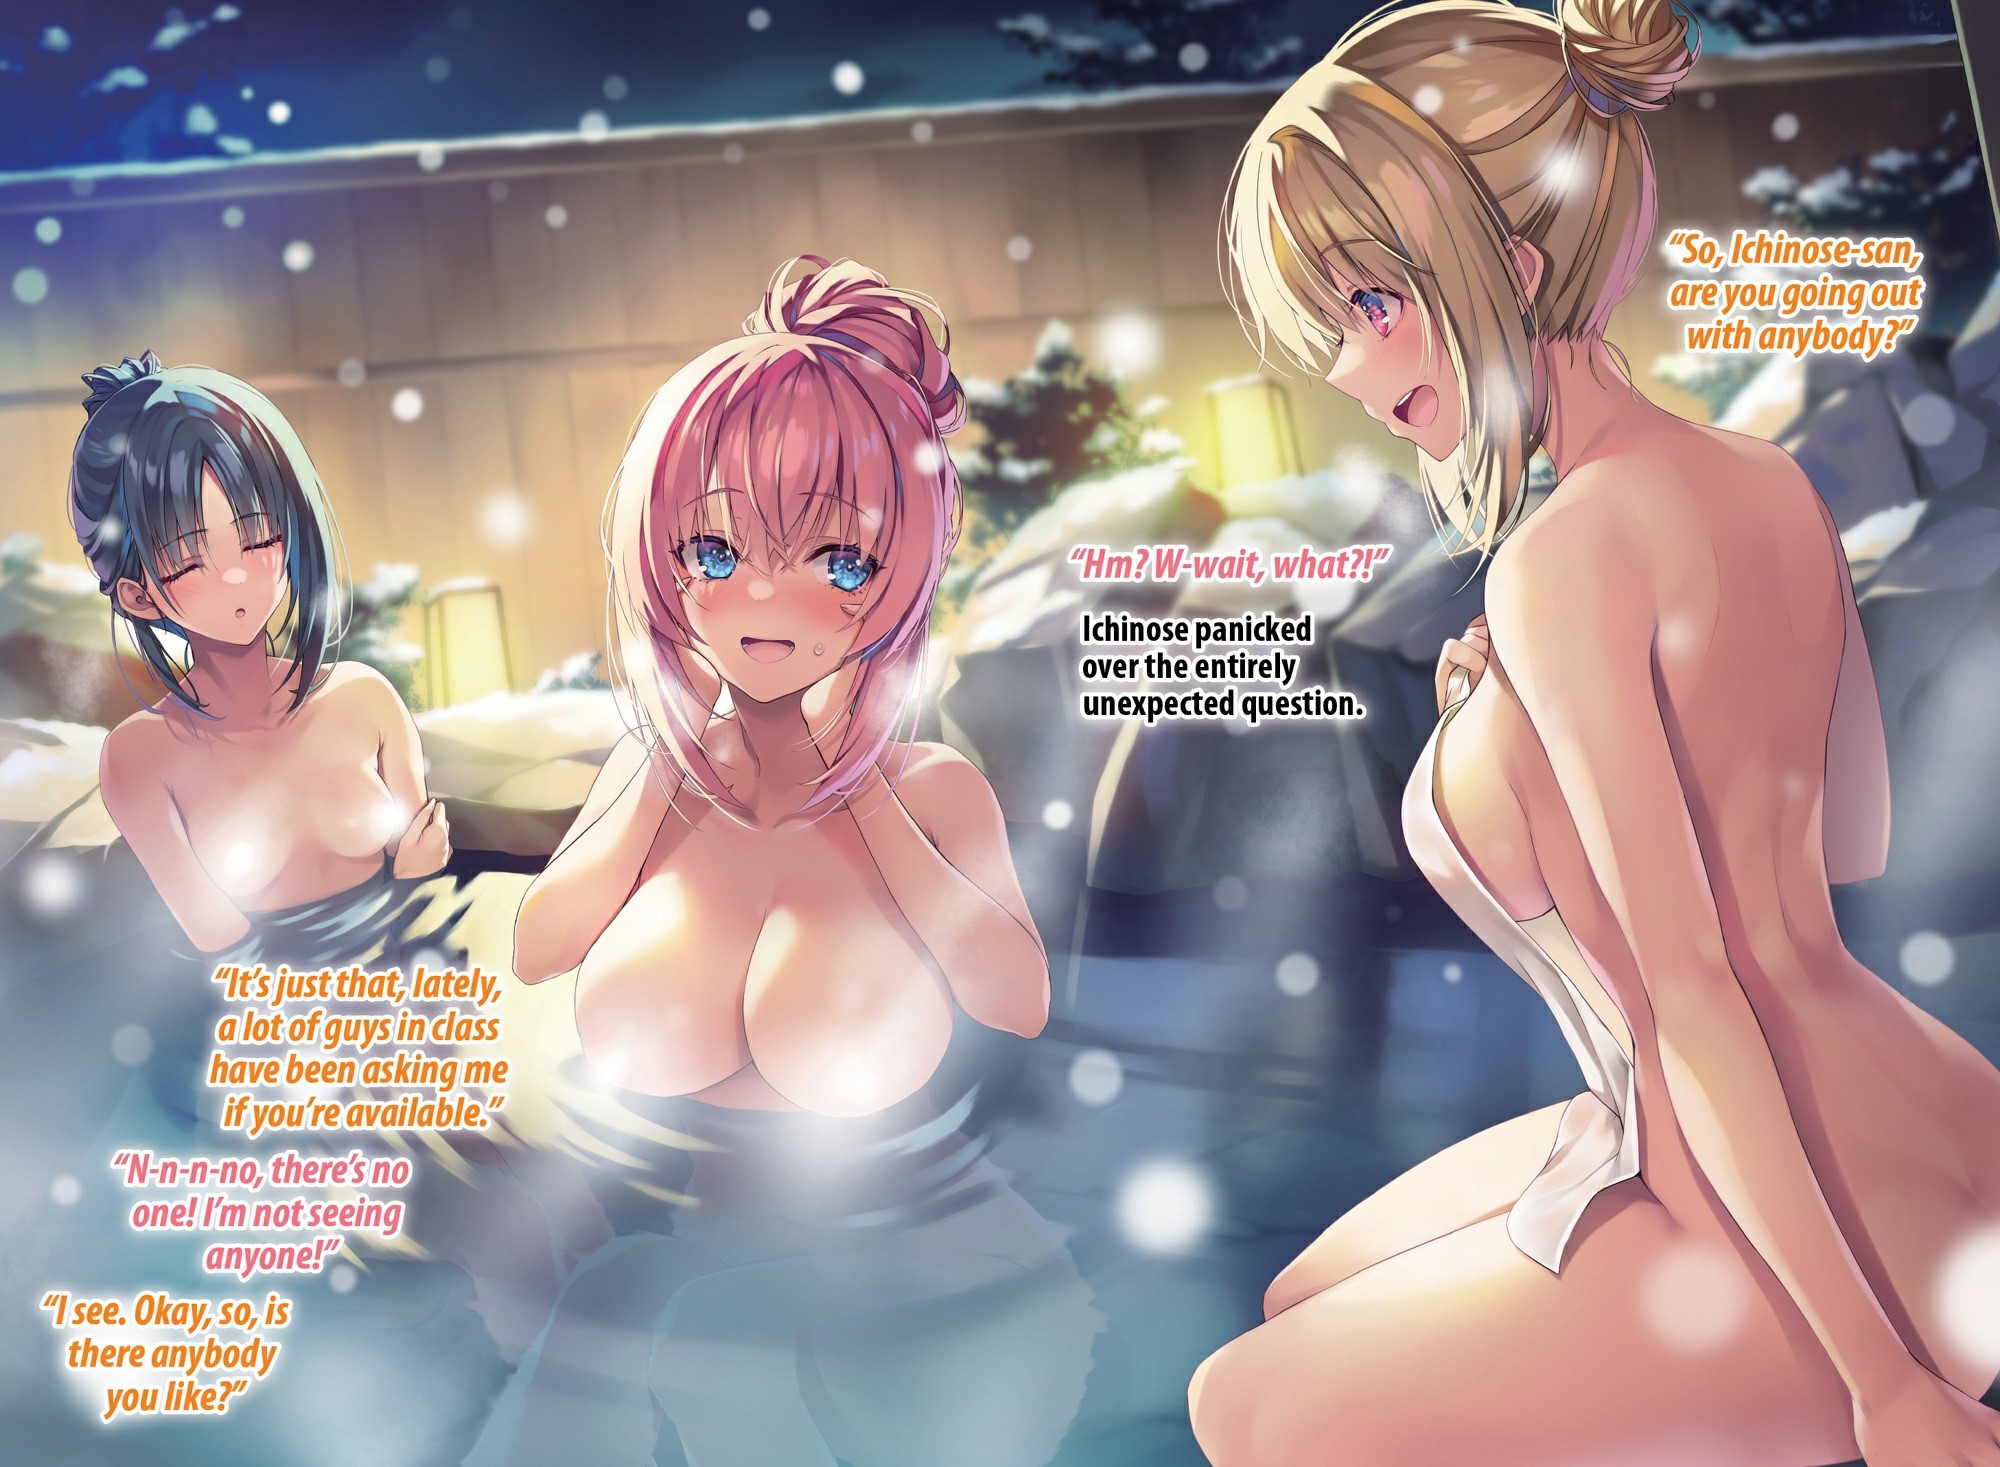 “So, Ichinose-san,
are you going out
with anybody?”
“Hm? W-wait, what?!”
Ichinose panicked
over the entirely
unexpected question.
“It’s just that, lately,
a lot of guys in class
have been asking me
if you’re available.”
“N-n-n-no, there’s no
one! I’m not seeing
anyone!”
“I see. Okay, so, is
there anybody
you like?”